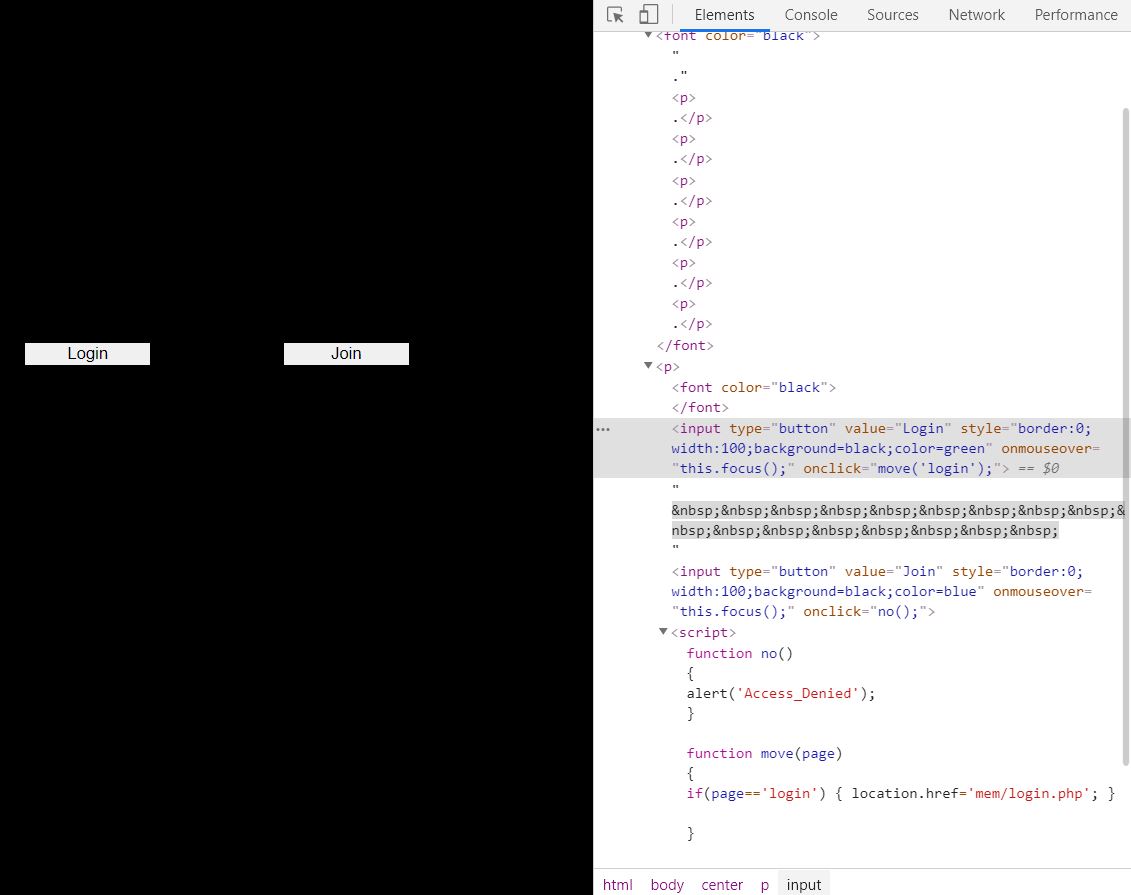 Login
Join
Elements Console Sources Network Performance
<font color="black">
"
."
<p>
.</p>
<p>
.</p>
<p>
.</p>
<p>
.</p>
<p>
.</p>
<p>
.</p>
</font>
<p>
<font color="black">
</font>
<input type="button" value="Login" style="border:0;
width:100;background=black;color=green" onmouseover=
"this.focus();" onclick="move('login');"> == $0
"
&nbsp;&nbsp;&nbsp;&nbsp;&nbsp;&nbsp;&nbsp;&nbsp;&nbsp;&
nbsp;&nbsp;&nbsp;&nbsp;&nbsp;&nbsp;&nbsp;&nbsp;
"
<input type="button" value="Join" style="border:0;
width:100;background=black;color=blue" onmouseover=
"this.focus();" onclick="no();">
<script>
function no()
{
alert('Access_Denied');
}
function move(page)
{
if(page=='login') { location.href='mem/login.php'; }
}
html body center p input